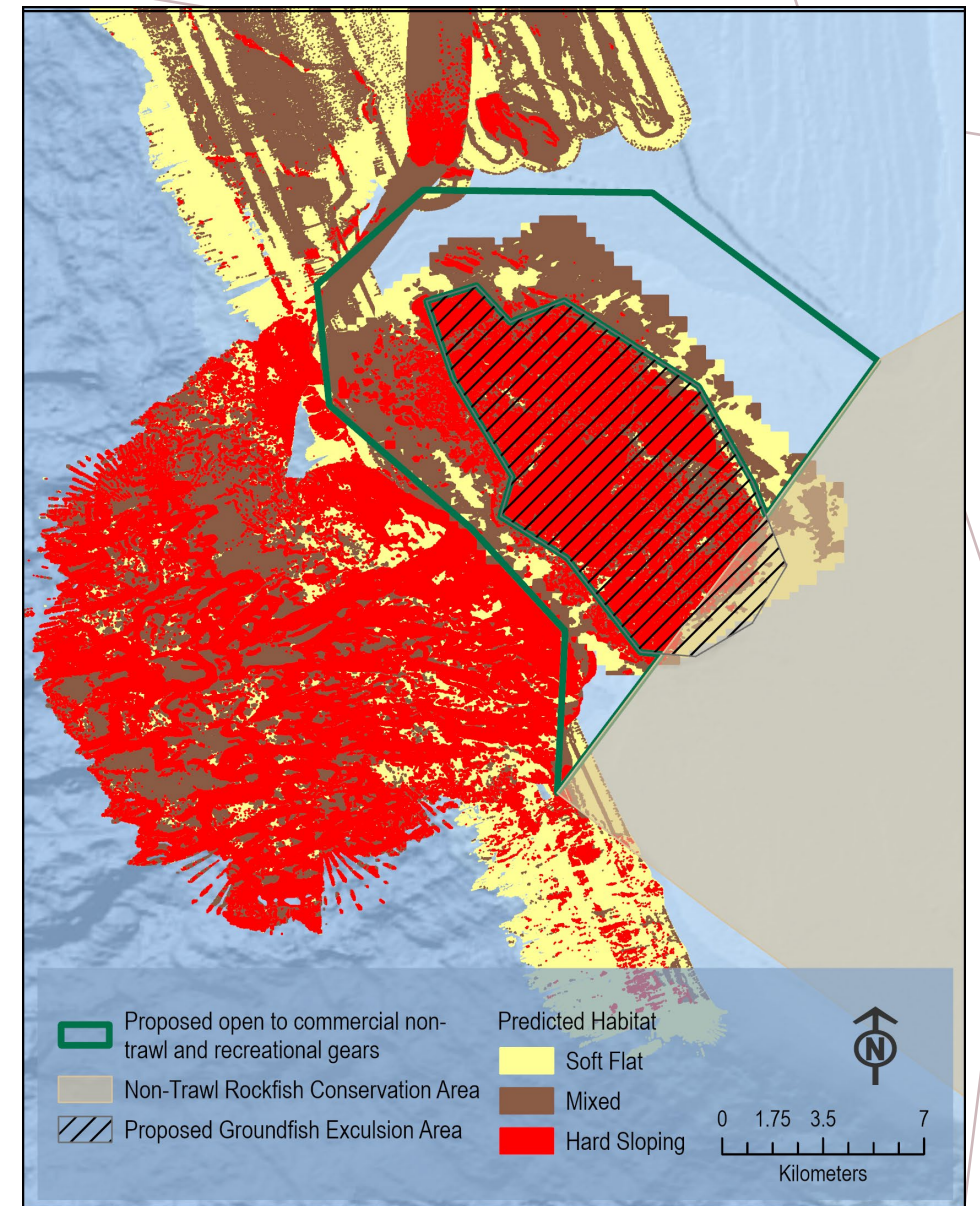 Proposed open to commercial non-
trawl and recreational gears
Non-Trawl Rockfish Conservation Area
Proposed Groundfish Exculsion Area
Predicted Habitat
Soft Flat
Mixed
Hard Sloping
N
0 1.75 3.5 7
Kilometers